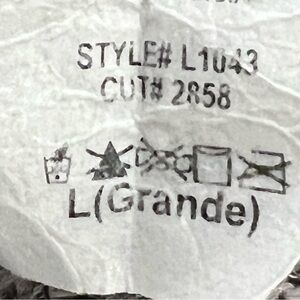 STYLE# L1043
CUT# 2858
L(Grande)